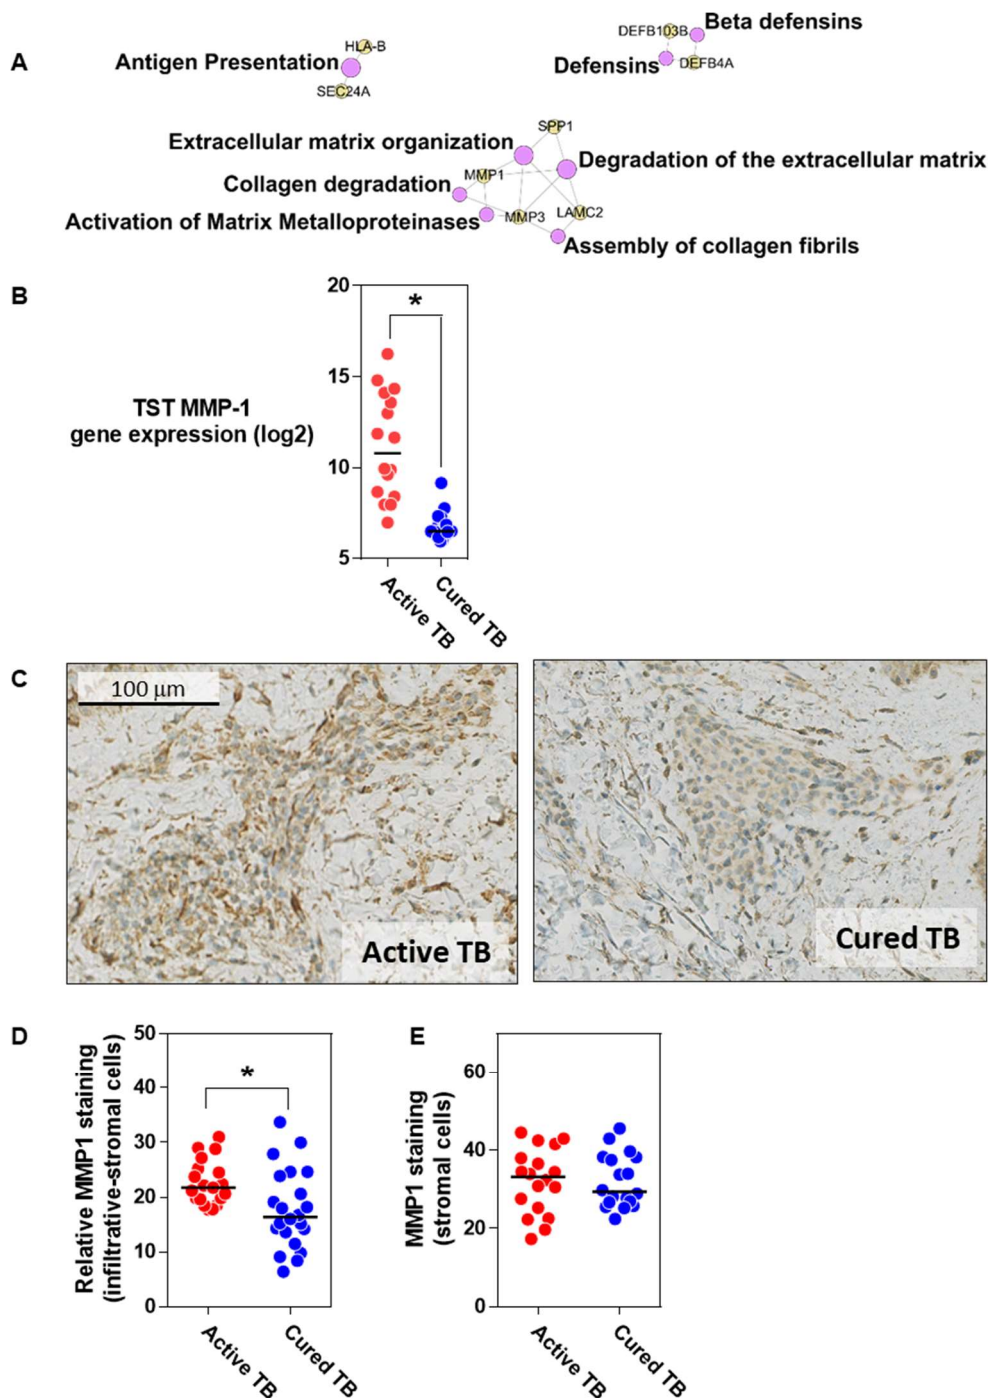 A
HLA-B
Antigen Presentation
SEC24A
DEFB103B
Beta defensins
Defensins
DEFB4A
SPP1
Extracellular matrix organization
Degradation of the extracellular matrix
MMP1
Collagen degradation
Activation of Matrix Metalloproteinases
MMP3
LAMC2
Assembly of collagen fibrils
B
TST MMP-1
gene expression (log2)
20
15
10
5
*
Active TB
Cured TB
C
100 µm
Active TB
Cured TB
D
Relative MMP1 staining
(infiltrative-stromal cells)
50
40
30
20
10
0
*
Active TB
Cured TB
E
MMP1 staining
(stromal cells)
60
40
20
0
Active TB
Cured TB